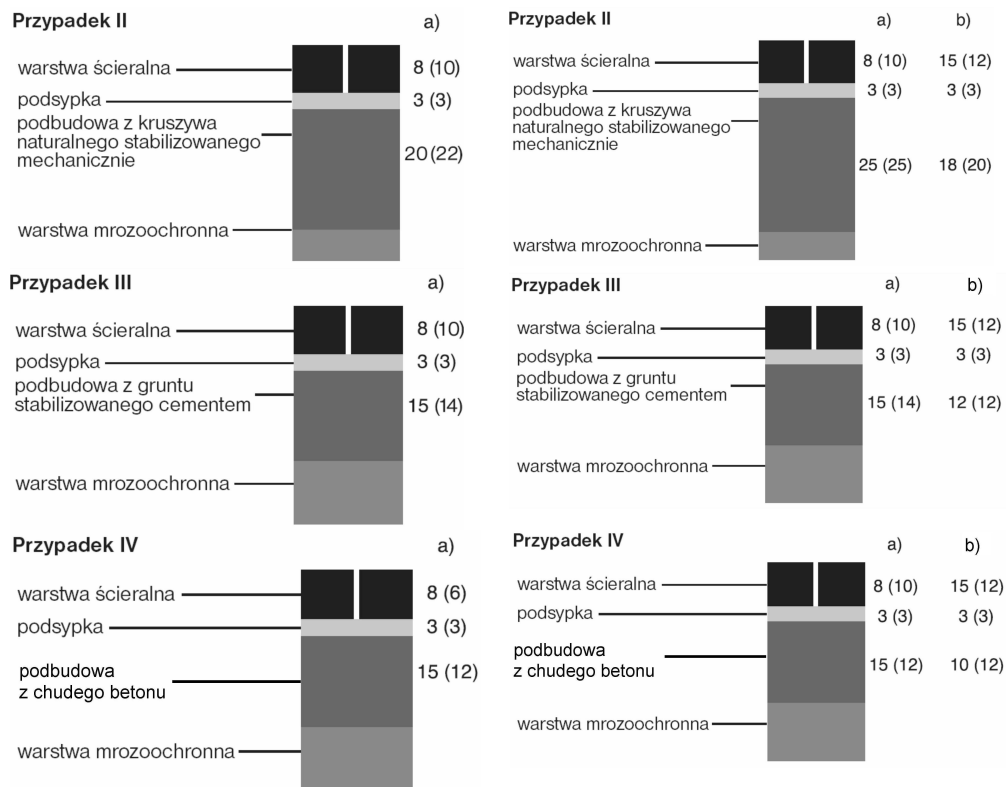 Przypadek II a)
warstwa ścieralna 8 (10)
podsypka 3 (3)
podbudowa z kruszywa
naturalnego stabilizowanego
mechanicznie
20 (22)
warstwa mrozoochronna
Przypadek III a)
warstwa ścieralna 8 (10)
podsypka 3 (3)
podbudowa z gruntu
stabilizowanego cementem
15 (14)
warstwa mrozoochronna
Przypadek IV a)
warstwa ścieralna 8 (6)
podsypka 3 (3)
podbudowa
z chudego betonu
15 (12)
warstwa mrozoochronna
Przypadek II a) b)
warstwa ścieralna 8 (10) 15 (12)
podsypka 3 (3) 3 (3)
podbudowa z kruszywa
naturalnego stabilizowanego
mechanicznie
25 (25) 18 (20)
warstwa mrozoochronna
Przypadek III a) b)
warstwa ścieralna 8 (10) 15 (12)
podsypka 3 (3) 3 (3)
podbudowa z gruntu
stabilizowanego cementem
15 (14) 12 (12)
warstwa mrozoochronna
Przypadek IV a) b)
warstwa ścieralna 8 (10) 15 (12)
podsypka 3 (3) 3 (3)
podbudowa
z chudego betonu
15 (12) 10 (12)
warstwa mrozoochronna